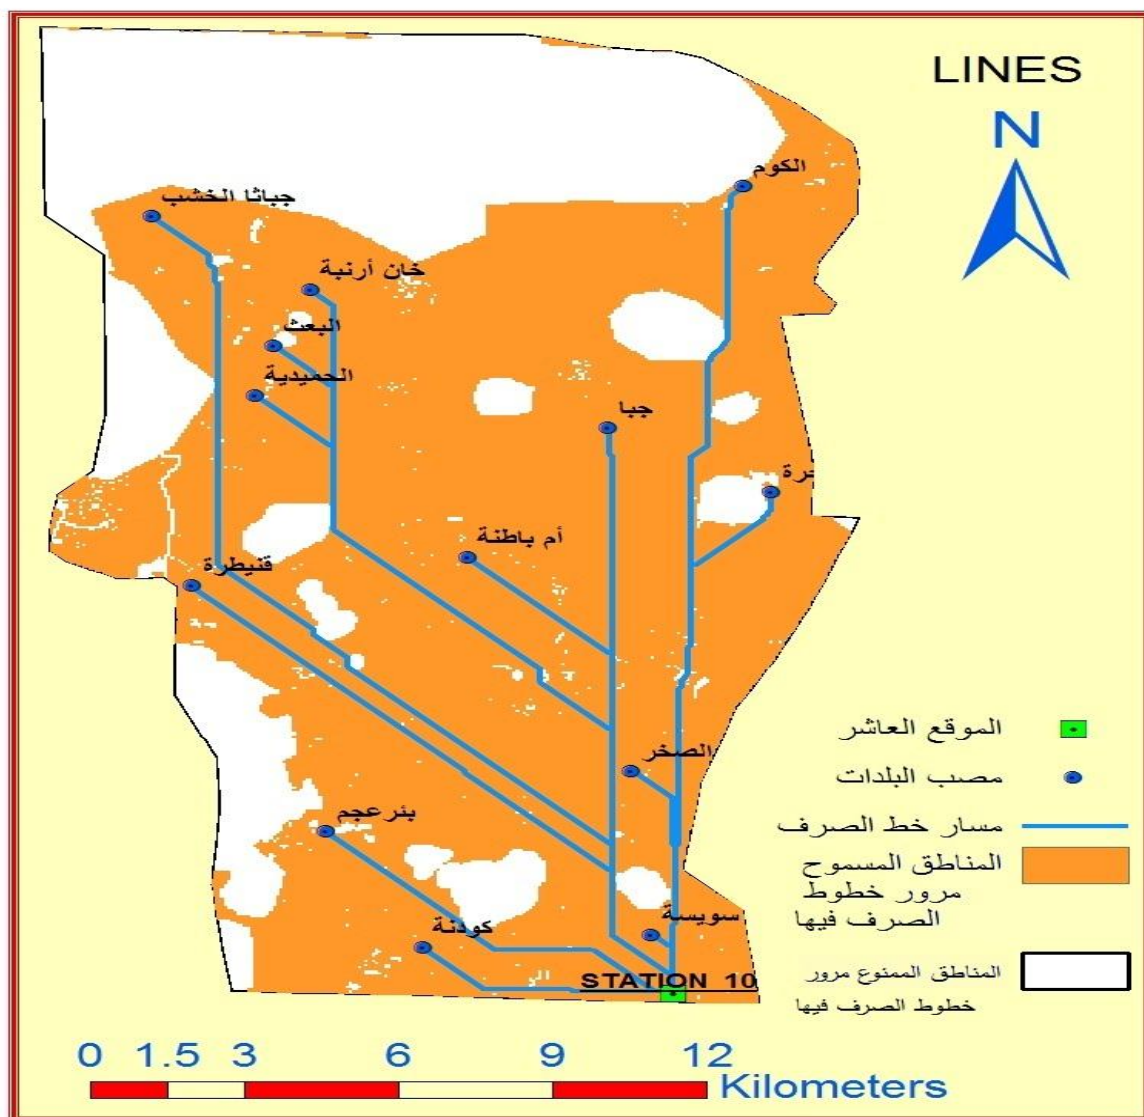 LINES
N
الكوم
جباثا الخشب
خان أرنبة
البعث
الحميدية
جبا
أم باطنة
قنيطرة
الصخر
بئرعجم
سويسة
كودنة
STATION 10
الموقع العاشر
مصب البلدات
مسار خط الصرف
المناطق المسموح
مرور خطوط
الصرف فيها
المناطق الممنوع مرور
خطوط الصرف فيها
0 1.5 3 6 9 12
Kilometers